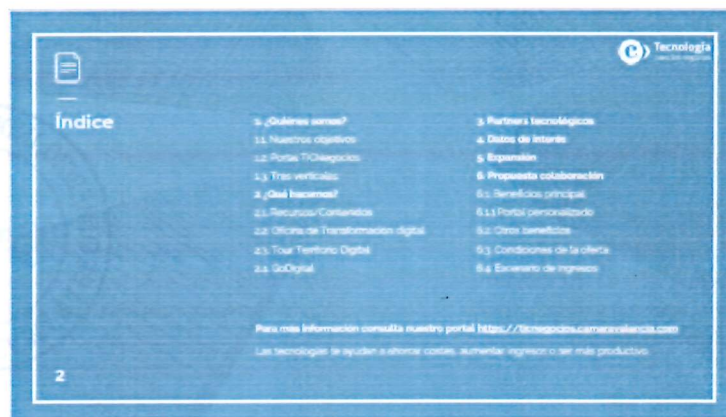 Tecnología
para los negocios
Índice
1. ¿Quiénes somos?
1.1. Nuestros objetivos
1.2. Portal TICNegocios
1.3. Tres verticales
2. ¿Qué hacemos?
2.1. Recursos/Contenidos
2.2. Oficina de Transformación digital
2.3. Tour Territorio Digital
2.4. GoDigital
3. Partners tecnológicos
4. Datos de interés
5. Expansión
6. Propuesta colaboración
6.1. Beneficios principal
6.1.1 Portal personalizado
6.2. Otros beneficios
6.3. Condiciones de la oferta
6.4. Escenario de ingresos
Para más información consulta nuestro portal https://ticnegocios.camaravalencia.com
Las tecnologías te ayudan a ahorrar costes, aumentar ingresos o ser más productivo.
2